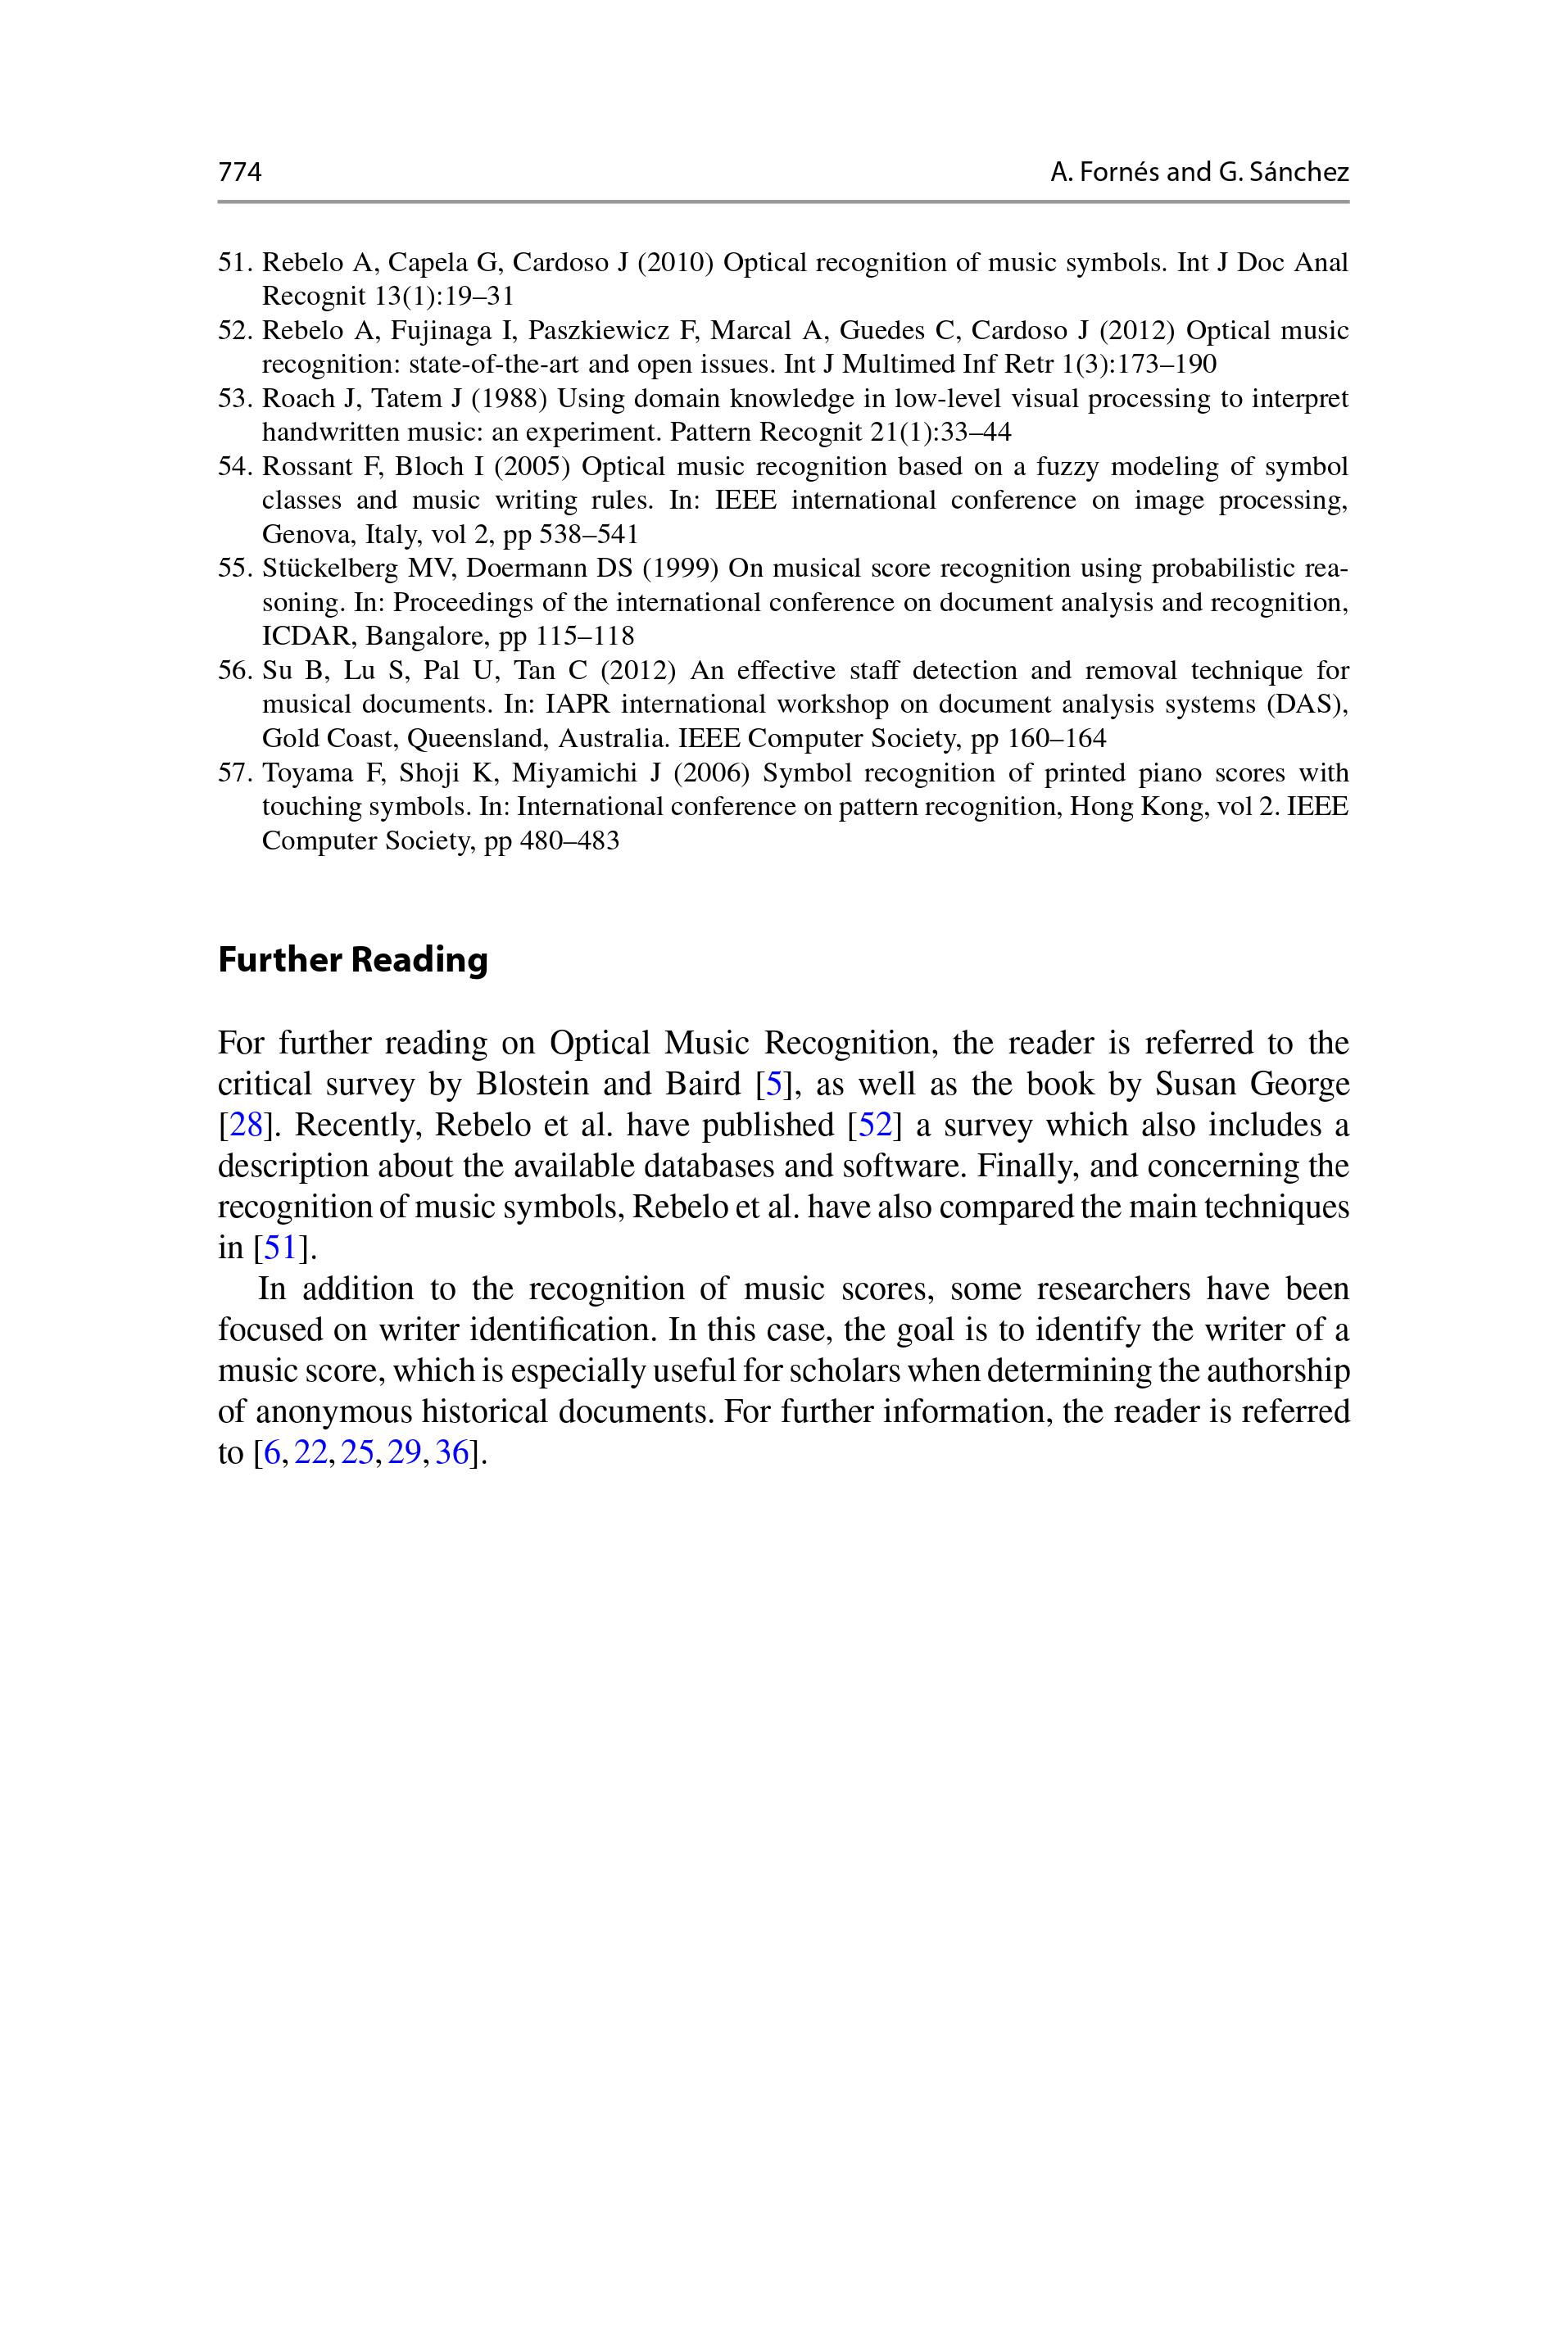 774
A. Fornés and G. Sánchez
51. Rebelo A, Capela G, Cardoso J (2010) Optical recognition of music symbols. Int J Doc Anal
Recognit 13(1):19–31
52. Rebelo A, Fujinaga I, Paszkiewicz F, Marcal A, Guedes C, Cardoso J (2012) Optical music
recognition: state-of-the-art and open issues. Int J Multimed Inf Retr 1(3):173–190
53. Roach J, Tatem J (1988) Using domain knowledge in low-level visual processing to interpret
handwritten music: an experiment. Pattern Recognit 21(1):33–44
54. Rossant F, Bloch I (2005) Optical music recognition based on a fuzzy modeling of symbol
classes and music writing rules. In: IEEE international conference on image processing,
Genova, Italy, vol 2, pp 538–541
55. Stückelberg MV, Doermann DS (1999) On musical score recognition using probabilistic rea-
soning. In: Proceedings of the international conference on document analysis and recognition,
ICDAR, Bangalore, pp 115–118
56. Su B, Lu S, Pal U, Tan C (2012) An effective staff detection and removal technique for
musical documents. In: IAPR international workshop on document analysis systems (DAS),
Gold Coast, Queensland, Australia. IEEE Computer Society, pp 160–164
57. Toyama F, Shoji K, Miyamichi J (2006) Symbol recognition of printed piano scores with
touching symbols. In: International conference on pattern recognition, Hong Kong, vol 2. IEEE
Computer Society, pp 480–483
Further Reading
For further reading on Optical Music Recognition, the reader is referred to the
critical survey by Blostein and Baird [5], as well as the book by Susan George
[28]. Recently, Rebelo et al. have published [52] a survey which also includes a
description about the available databases and software. Finally, and concerning the
recognition of music symbols, Rebelo et al. have also compared the main techniques
in [51].
In addition to the recognition of music scores, some researchers have been
focused on writer identification. In this case, the goal is to identify the writer of a
music score, which is especially useful for scholars when determining the authorship
of anonymous historical documents. For further information, the reader is referred
to [6, 22, 25, 29, 36].